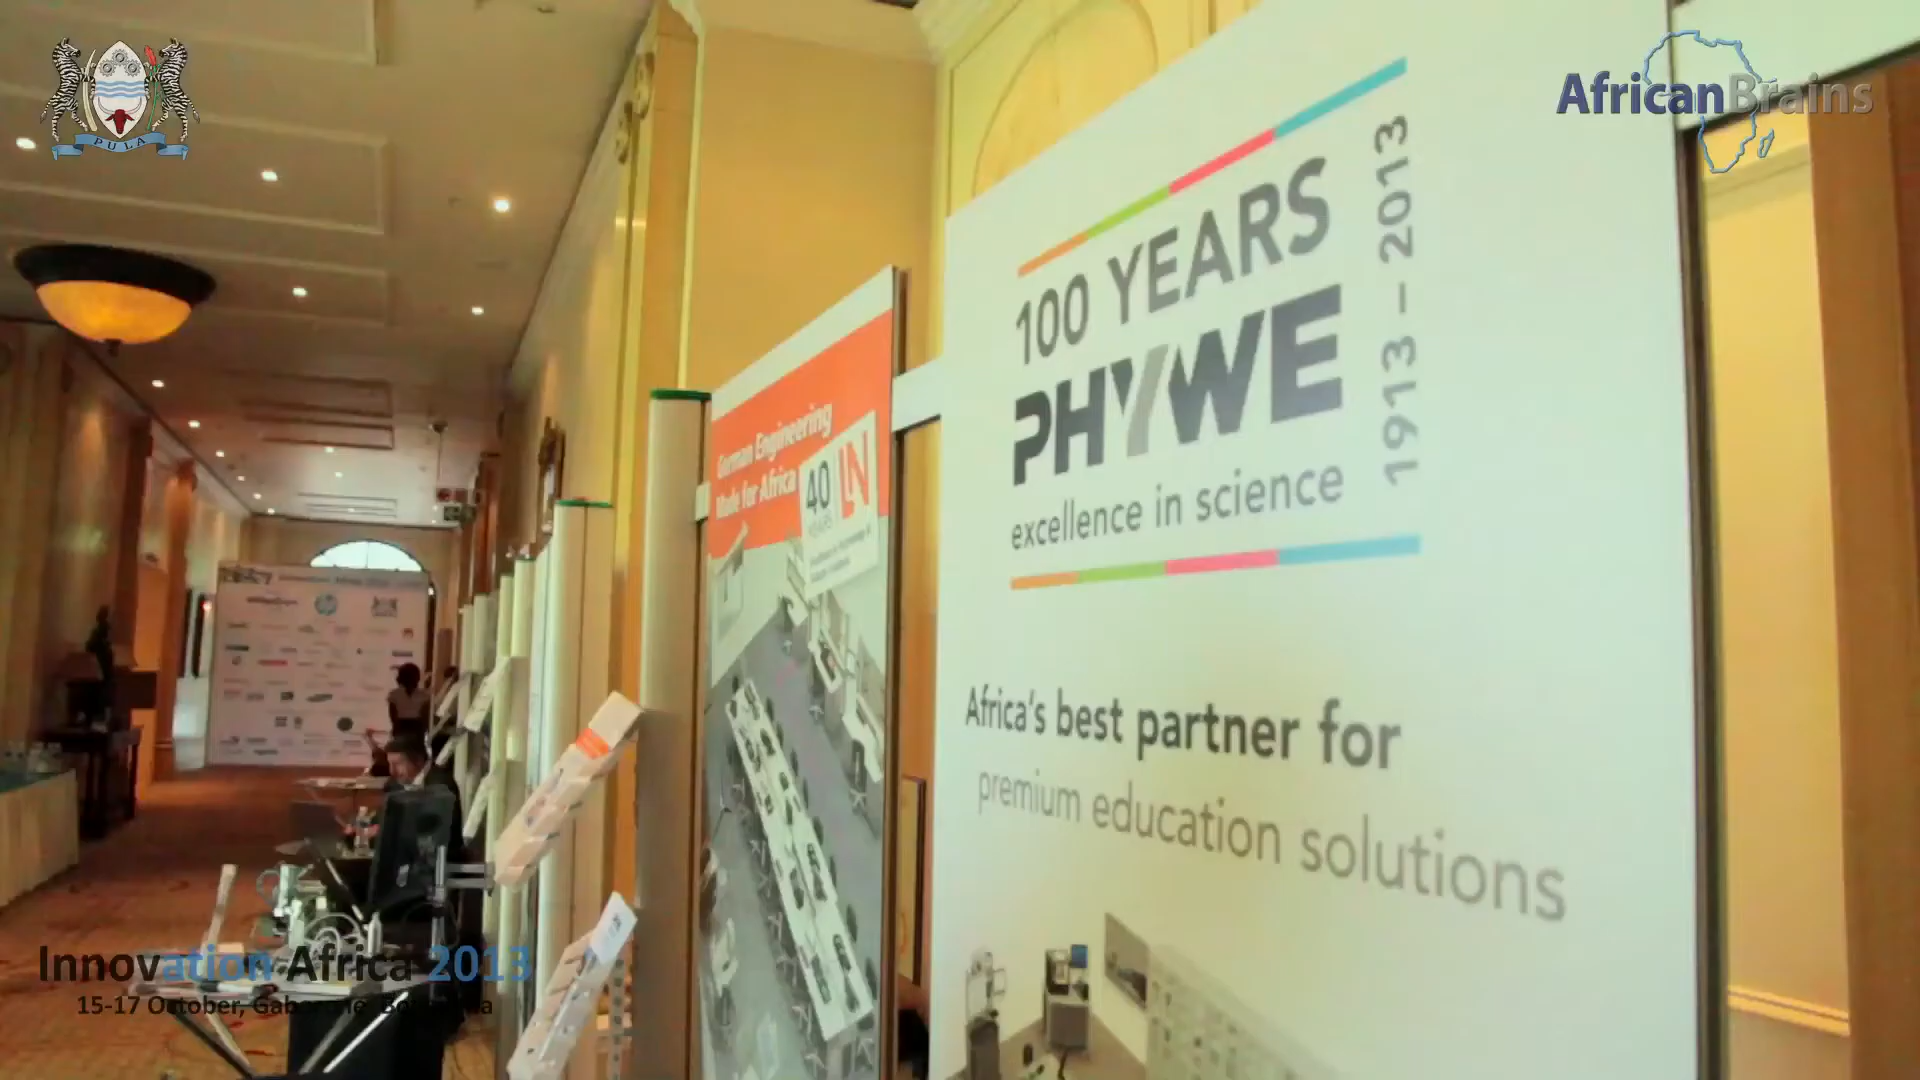 PULA
AfricanBrains
100 YEARS
PHYWE
excellence in science
1913 – 2013
Africa's best partner for
premium education solutions
German Engineering
Made for Africa
40
YEARS
LN
Innovation Africa 2013
15-17 October, Gaborone, Botswana